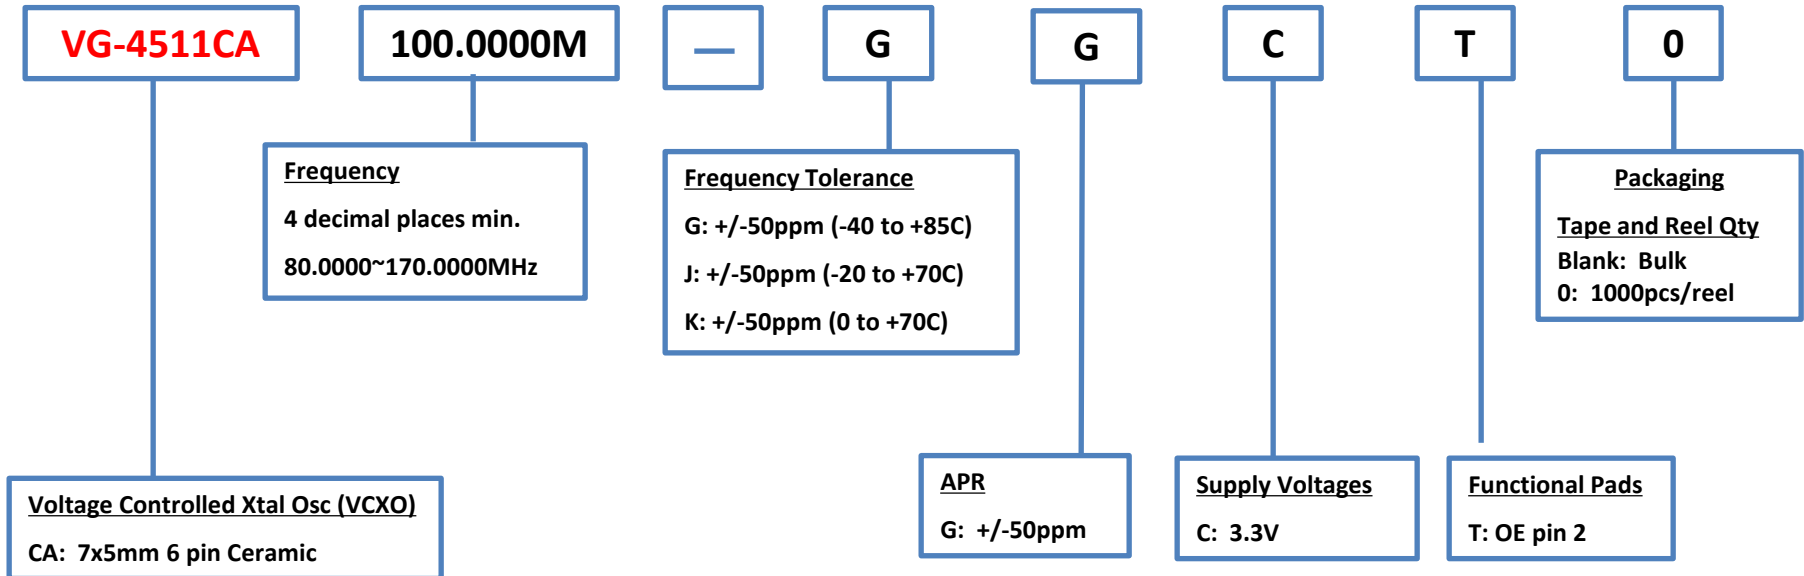 VG-4511CA
100.0000M
—
G
G
C
T
0
Frequency
4 decimal places min.
80.0000~170.0000MHz
Frequency Tolerance
G: +/-50ppm (-40 to +85C)
J: +/-50ppm (-20 to +70C)
K: +/-50ppm (0 to +70C)
Packaging
Tape and Reel Qty
Blank: Bulk
0: 1000pcs/reel
Voltage Controlled Xtal Osc (VCXO)
CA: 7x5mm 6 pin Ceramic
APR
G: +/-50ppm
Supply Voltages
C: 3.3V
Functional Pads
T: OE pin 2